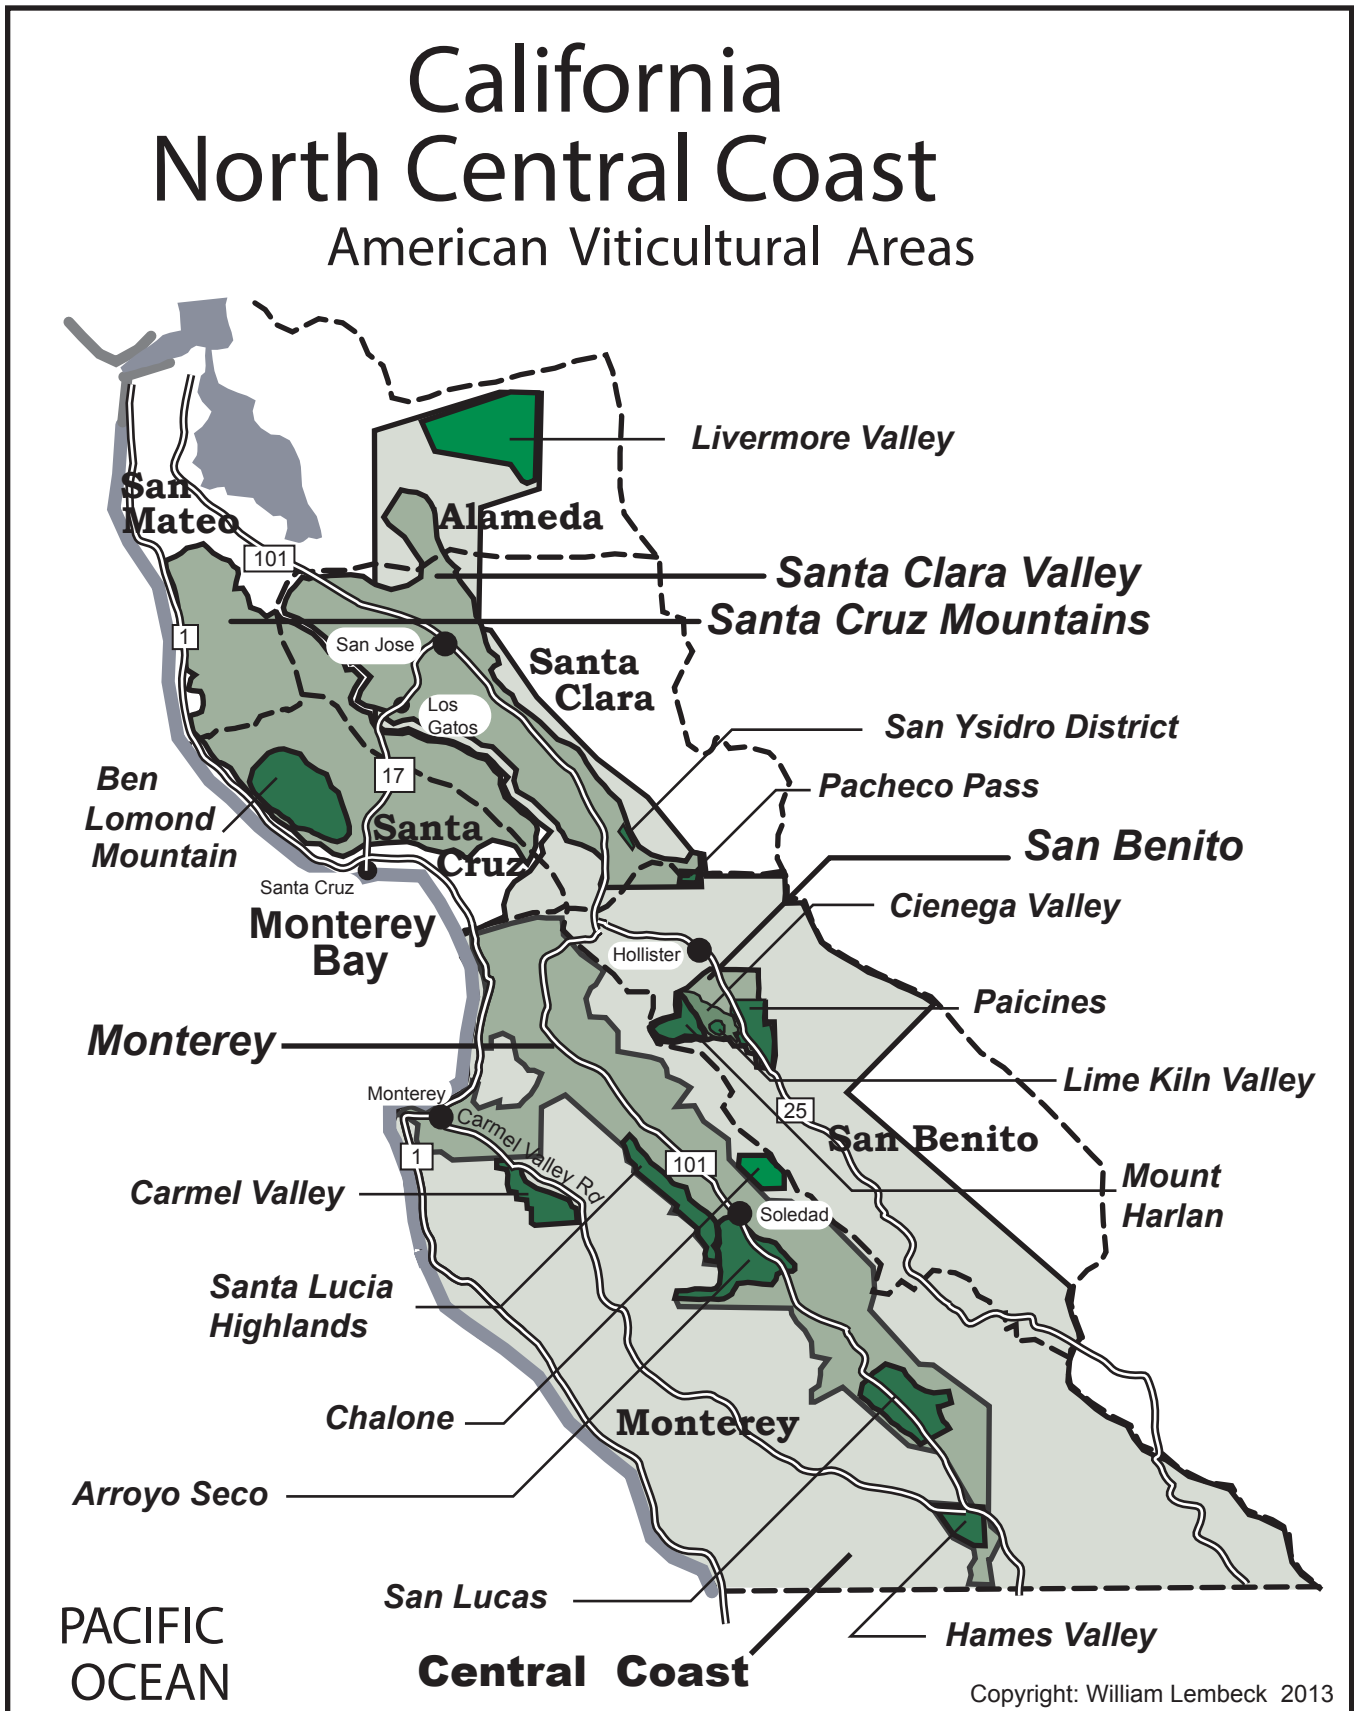 California
North Central Coast
American Viticultural Areas
Livermore Valley
San
Mateo
Alameda
101
Santa Clara Valley
Santa Cruz Mountains
1
San Jose
Santa
Clara
Los
Gatos
San Ysidro District
17
Pacheco Pass
Ben
Lomond
Mountain
Santa
Cruz
San Benito
Santa Cruz
Cienega Valley
Monterey
Bay
Hollister
Paicines
Monterey
Lime Kiln Valley
Monterey
Carmel Valley Rd
25
San Benito
1
101
Mount
Harlan
Carmel Valley
Soledad
Santa Lucia
Highlands
Chalone
Monterey
Arroyo Seco
San Lucas
Hames Valley
PACIFIC
OCEAN
Central Coast
Copyright: William Lembeck 2013